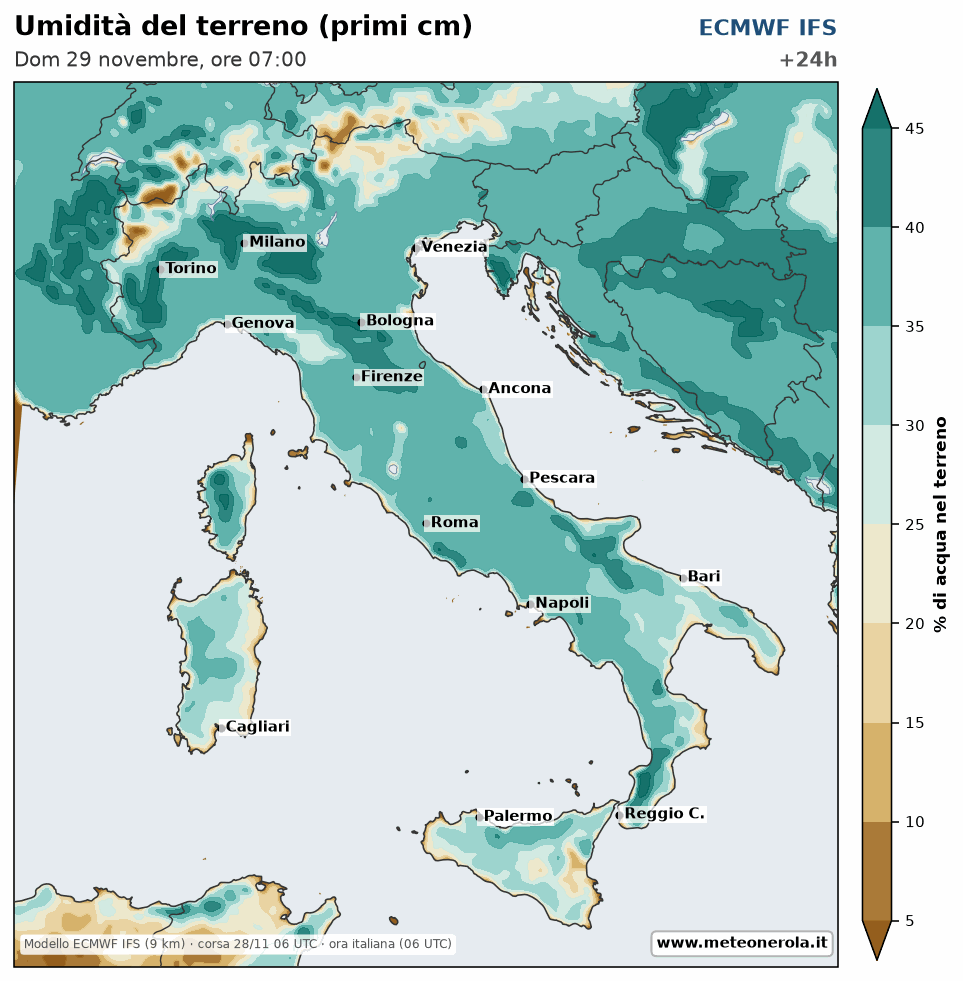 Umidità del terreno (primi cm)
ECMWF IFS
Dom 29 novembre, ore 07:00
+24h
Milano
Venezia
Torino
Genova
Bologna
Firenze
Ancona
Pescara
Roma
Bari
Napoli
Cagliari
Palermo
Reggio C.
45
40
35
30
25
20
15
10
5
% di acqua nel terreno
Modello ECMWF IFS (9 km) · corsa 28/11 06 UTC · ora italiana (06 UTC)
www.meteonerola.it